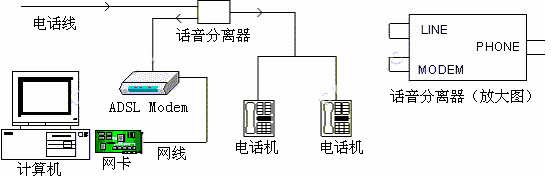 电话线
话音分离器
LINE
PHONE
MODEM
话音分离器（放大图）
ADSL Modem
电话机
电话机
计算机
网卡
网线